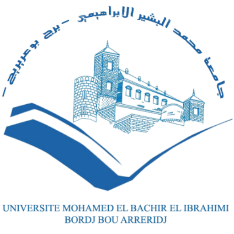 جامعة محمد البشير الإبراهيمي - برج بوعريريج -
UNIVERSITE MOHAMED EL BACHIR EL IBRAHIMI
BORDJ BOU ARRERIDJ